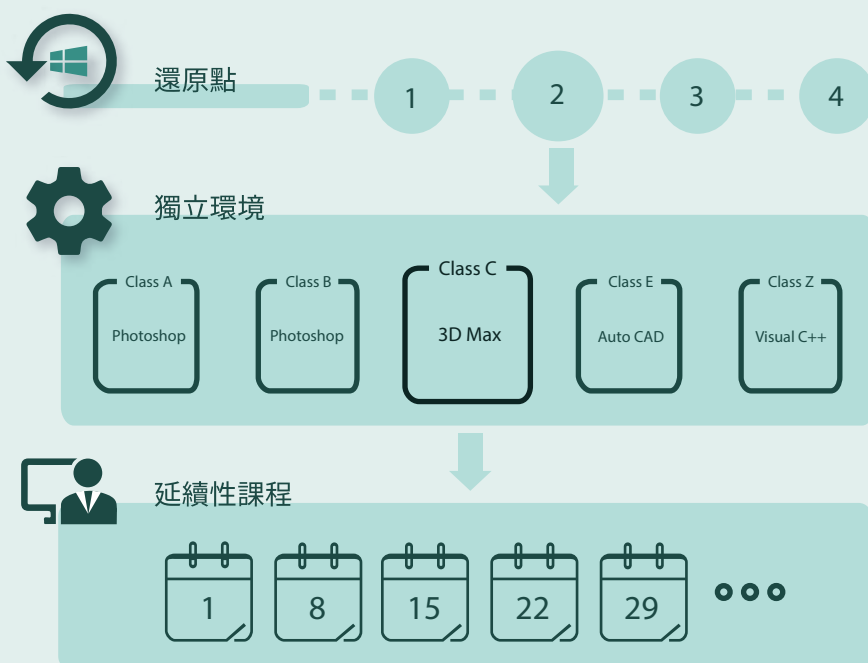 還原點
1
2
3
4
獨立環境
Class A
Photoshop
Class B
Photoshop
Class C
3D Max
Class E
Auto CAD
Class Z
Visual C++
延續性課程
1
8
15
22
29